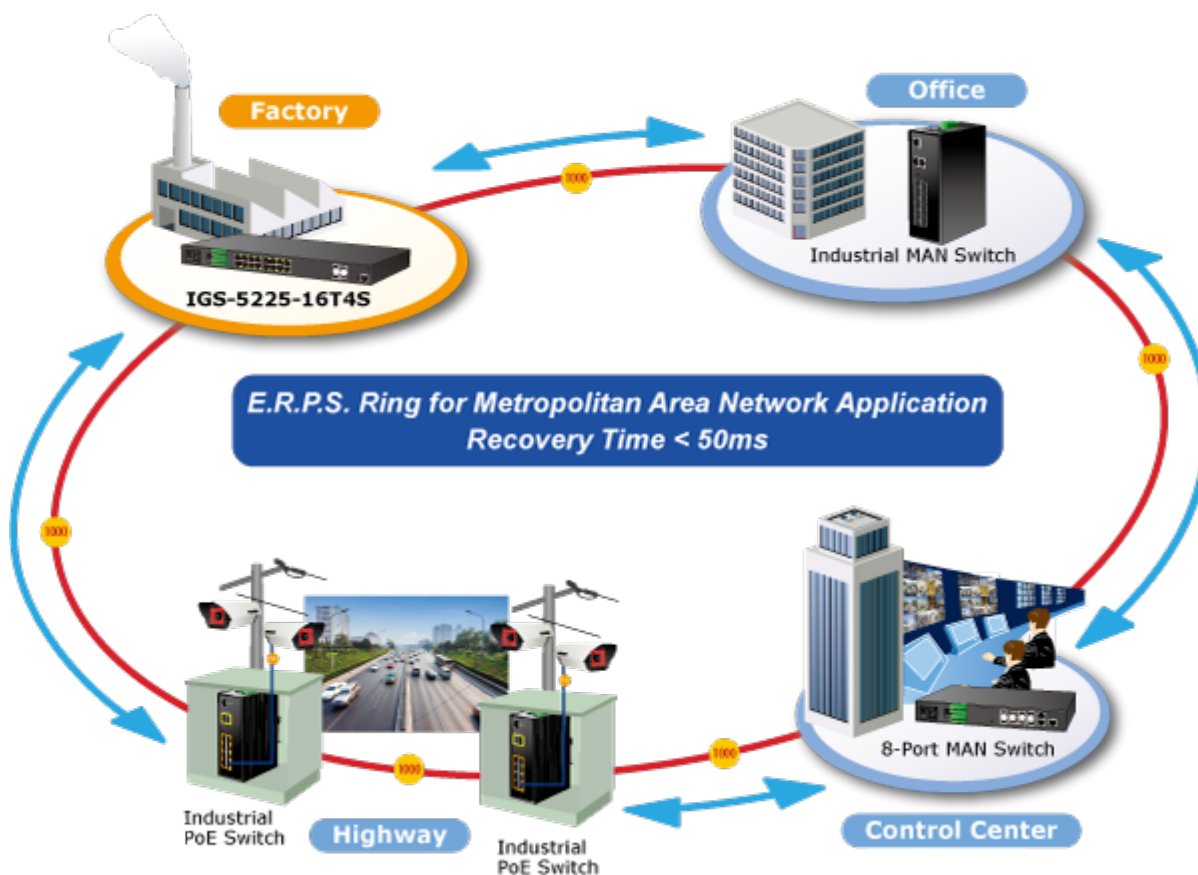 Factory
Office
1000
Industrial MAN Switch
IGS-5225-16T4S
1000
E.R.P.S. Ring for Metropolitan Area Network Application
Recovery Time < 50ms
1000
8-Port MAN Switch
1000
1000
Industrial
PoE Switch
Highway
Control Center
Industrial
PoE Switch